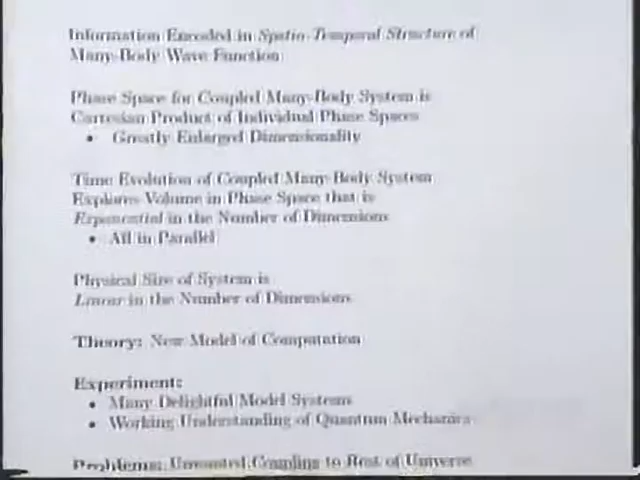 Information Encoded in Spatio-Temporal Structure of
Many-Body Wave Function
Phase Space for Coupled Many-Body System is
Cartesian Product of Individual Phase Spaces
• Greatly Enlarged Dimensionality
Time Evolution of Coupled Many-Body System
Explores Volume in Phase Space that is
Exponential in the Number of Dimensions
• All in Parallel
Physical Size of System is
Linear in the Number of Dimensions
Theory: New Model of Computation
Experiment:
• Many Delightful Model Systems
• Working Understanding of Quantum Mechanics
Problems: Unwanted Coupling to Rest of Universe